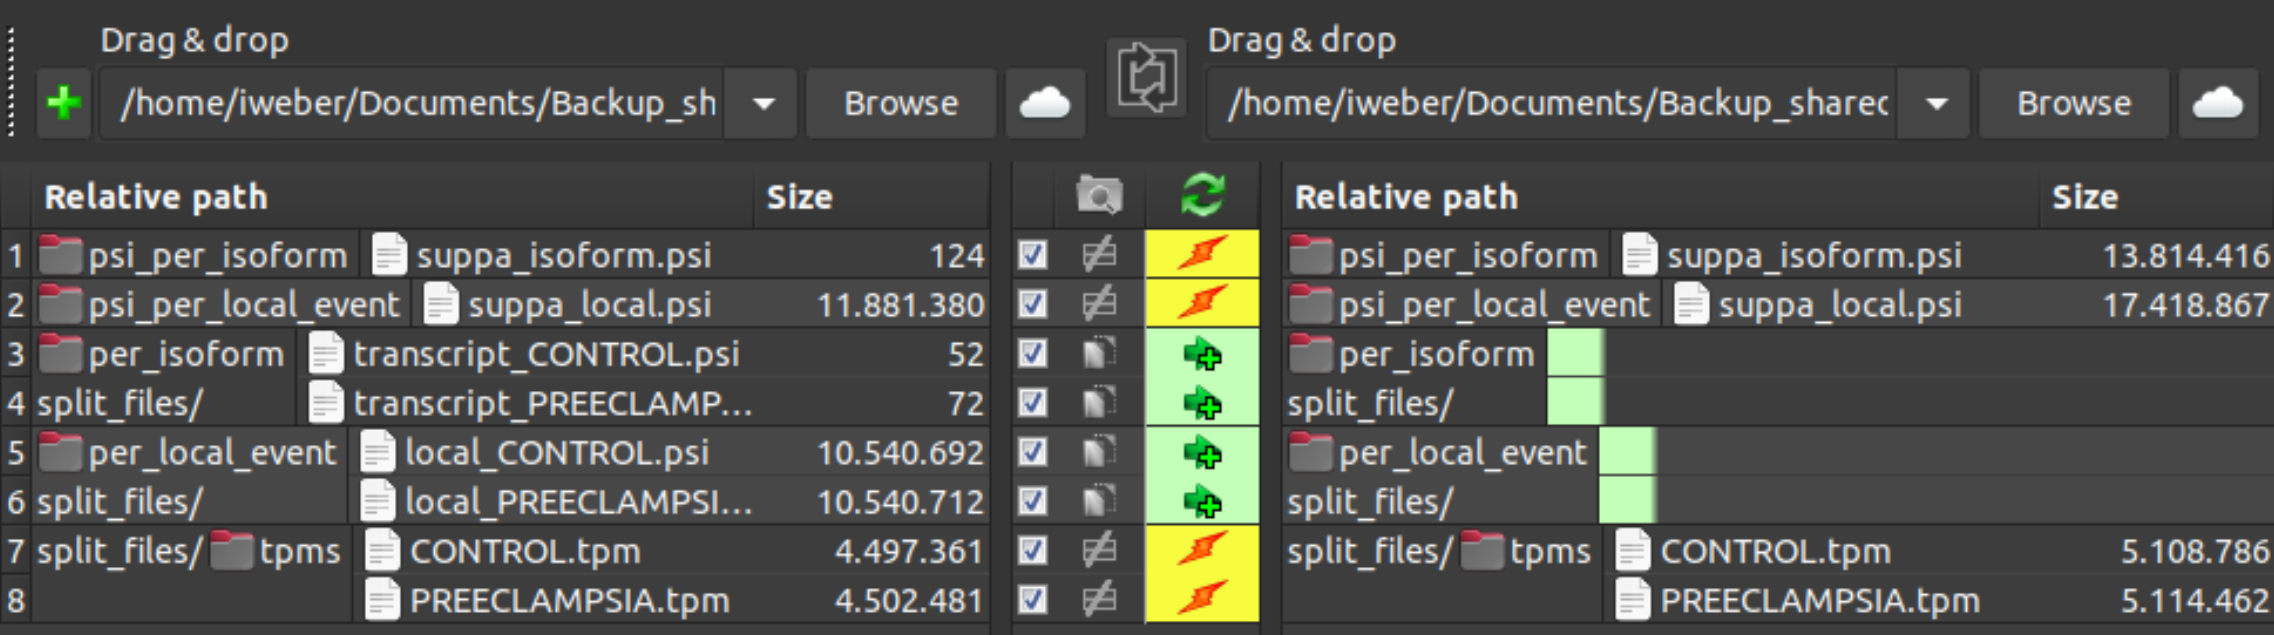 Drag & drop Drag & drop
/home/iweber/Documents/Backup_sh Browse /home/iweber/Documents/Backup_sharec Browse
Relative path Size Relative path Size
1 psi_per_isoform suppa_isoform.psi 124 psi_per_isoform suppa_isoform.psi 13.814.416
2 psi_per_local_event suppa_local.psi 11.881.380 psi_per_local_event suppa_local.psi 17.418.867
3 per_isoform transcript_CONTROL.psi 52 per_isoform
4 split_files/ transcript_PREECLAMP... 72 split_files/
5 per_local_event local_CONTROL.psi 10.540.692 per_local_event
6 split_files/ local_PREECLAMPSI... 10.540.712 split_files/
7 split_files/ tpms CONTROL.tpm 4.497.361 split_files/ tpms CONTROL.tpm 5.108.786
8 PREECLAMPSIA.tpm 4.502.481 PREECLAMPSIA.tpm 5.114.462